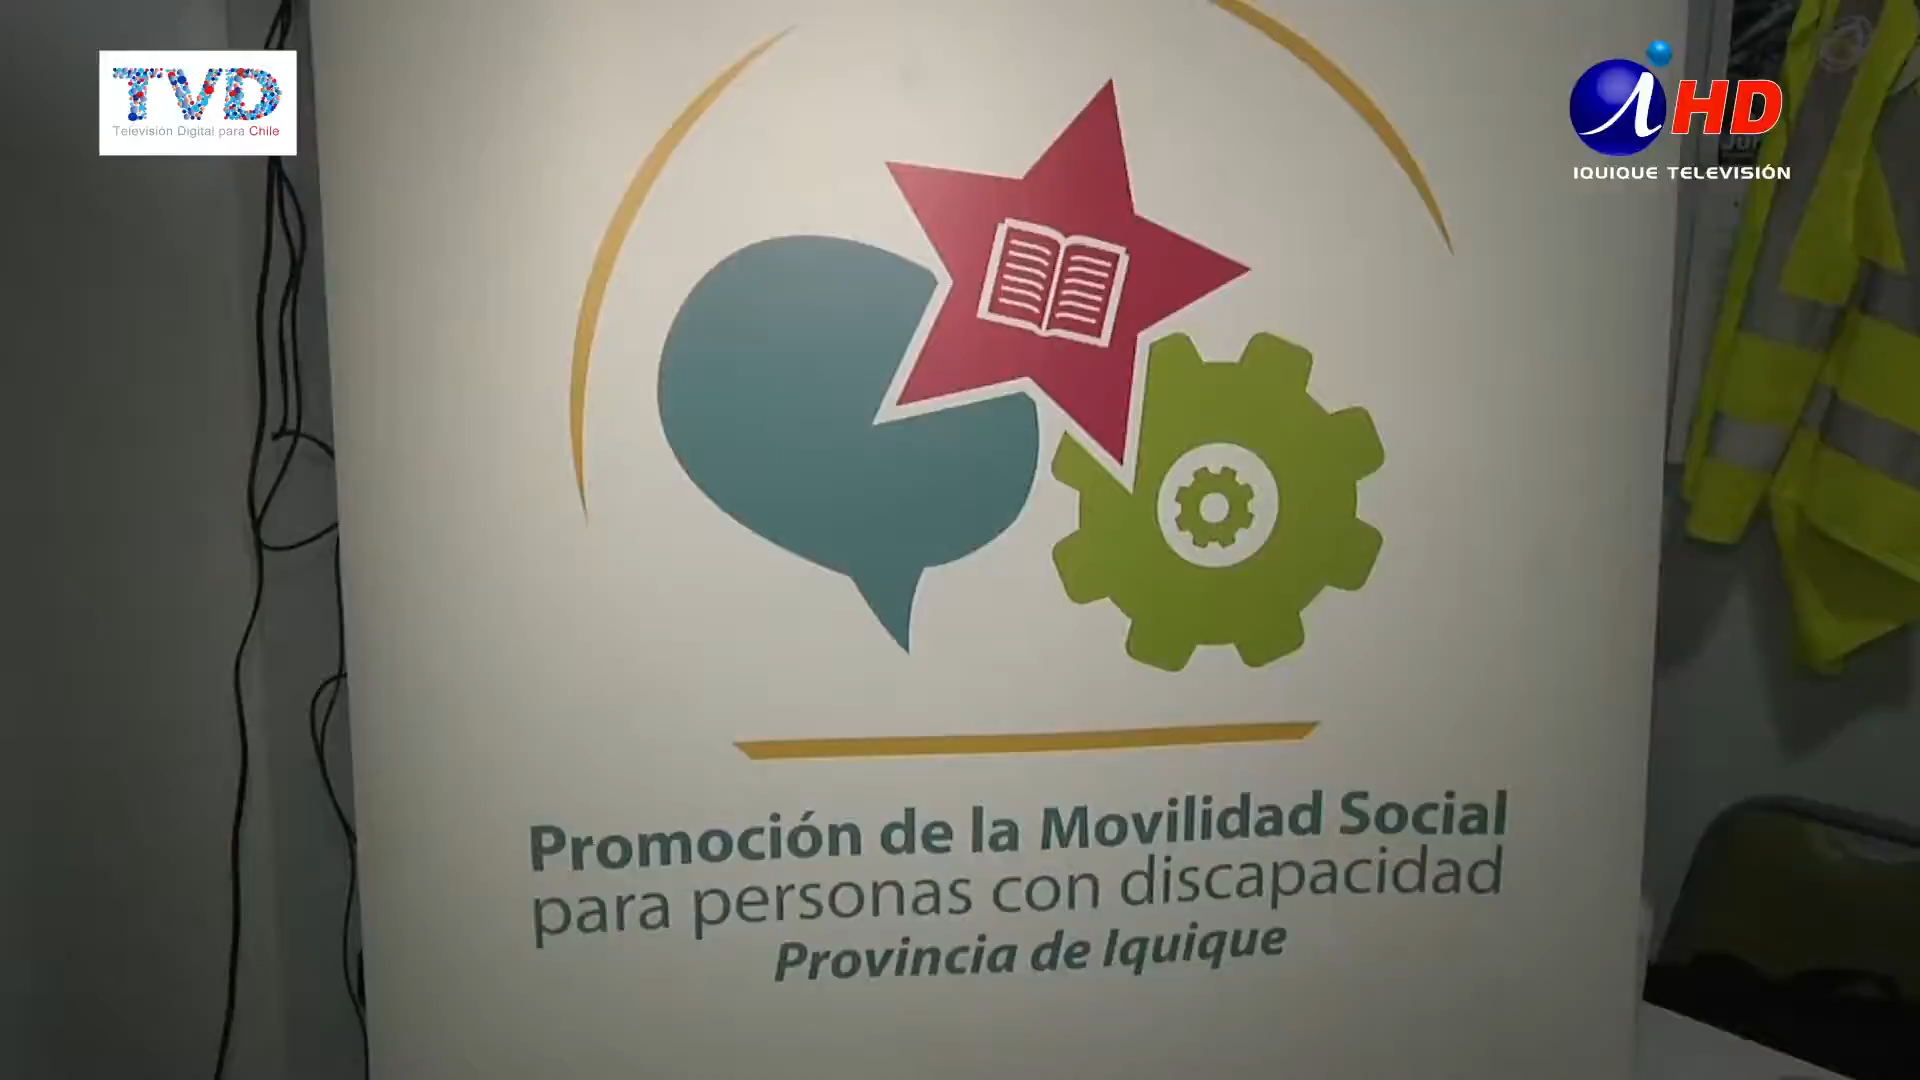 TVD
Televisión Digital para Chile
HD
IQUIQUE TELEVISIÓN
Promoción de la Movilidad Social
para personas con discapacidad
Provincia de Iquique